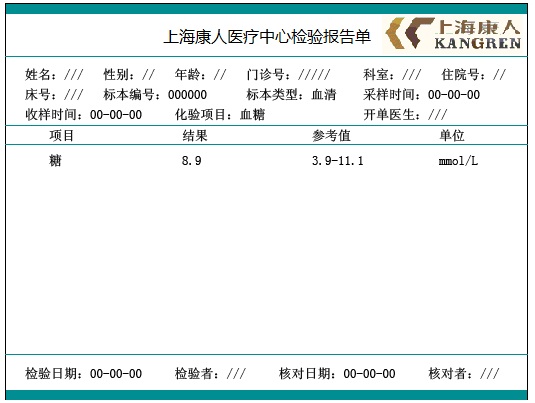 上海康人医疗中心检验报告单 上海康人
KANGREN
姓名：/// 性别：// 年龄：// 门诊号：///// 科室：/// 住院号：//
床号：/// 标本编号：000000 标本类型：血清 采样时间：00-00-00
收样时间：00-00-00 化验项目：血糖 开单医生：///
项目 结果 参考值 单位
糖 8.9 3.9-11.1 mmol/L
检验日期：00-00-00 检验者：/// 核对日期：00-00-00 核对者：///